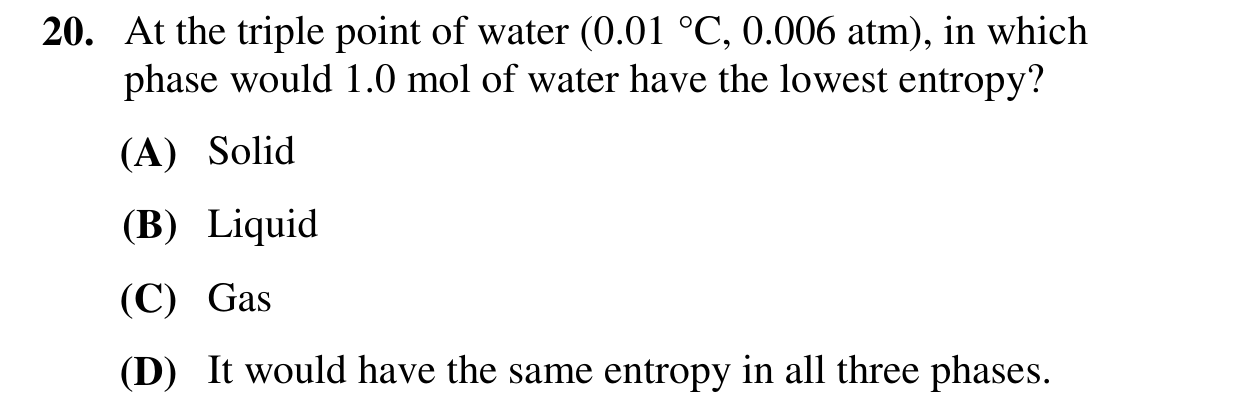 20. At the triple point of water (0.01 °C, 0.006 atm), in which
phase would 1.0 mol of water have the lowest entropy?
(A) Solid
(B) Liquid
(C) Gas
(D) It would have the same entropy in all three phases.